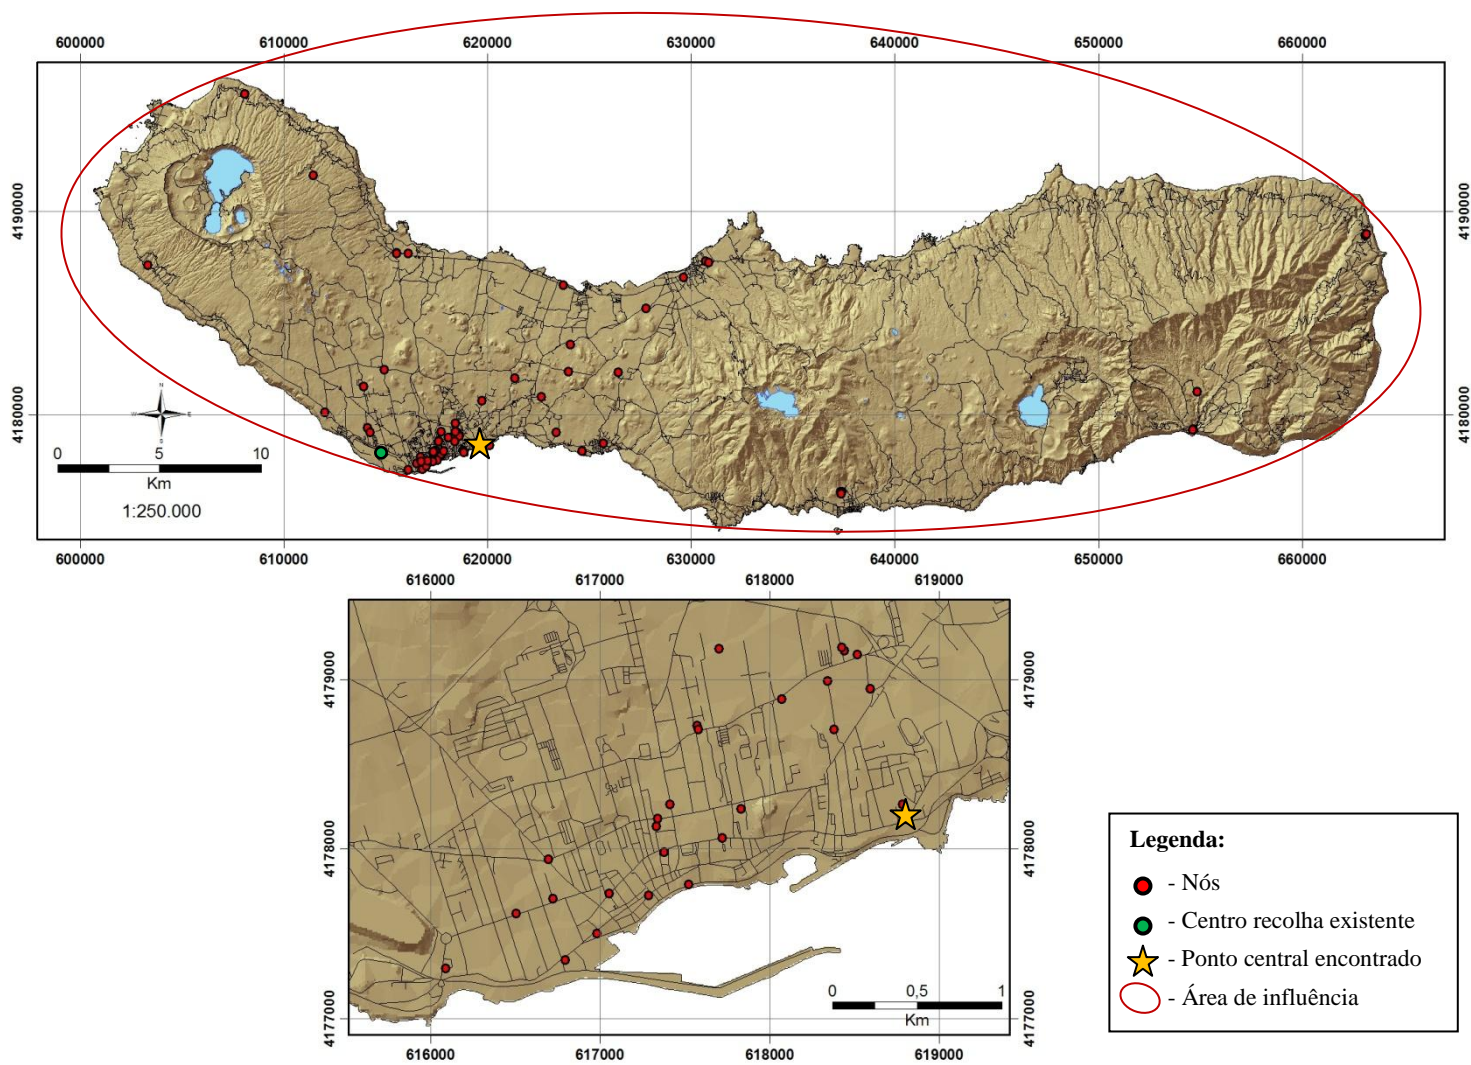 600000 610000 620000 630000 640000 650000 660000
4190000 4190000
4180000 4180000
N
W E
S
0 5 10
Km
1:250.000
600000 610000 620000 630000 640000 650000 660000
616000 617000 618000 619000
4179000 4179000
4178000 4178000
4177000 4177000
0 0,5 1
Km
616000 617000 618000 619000
Legenda:
- Nós
- Centro recolha existente
- Ponto central encontrado
- Área de influência